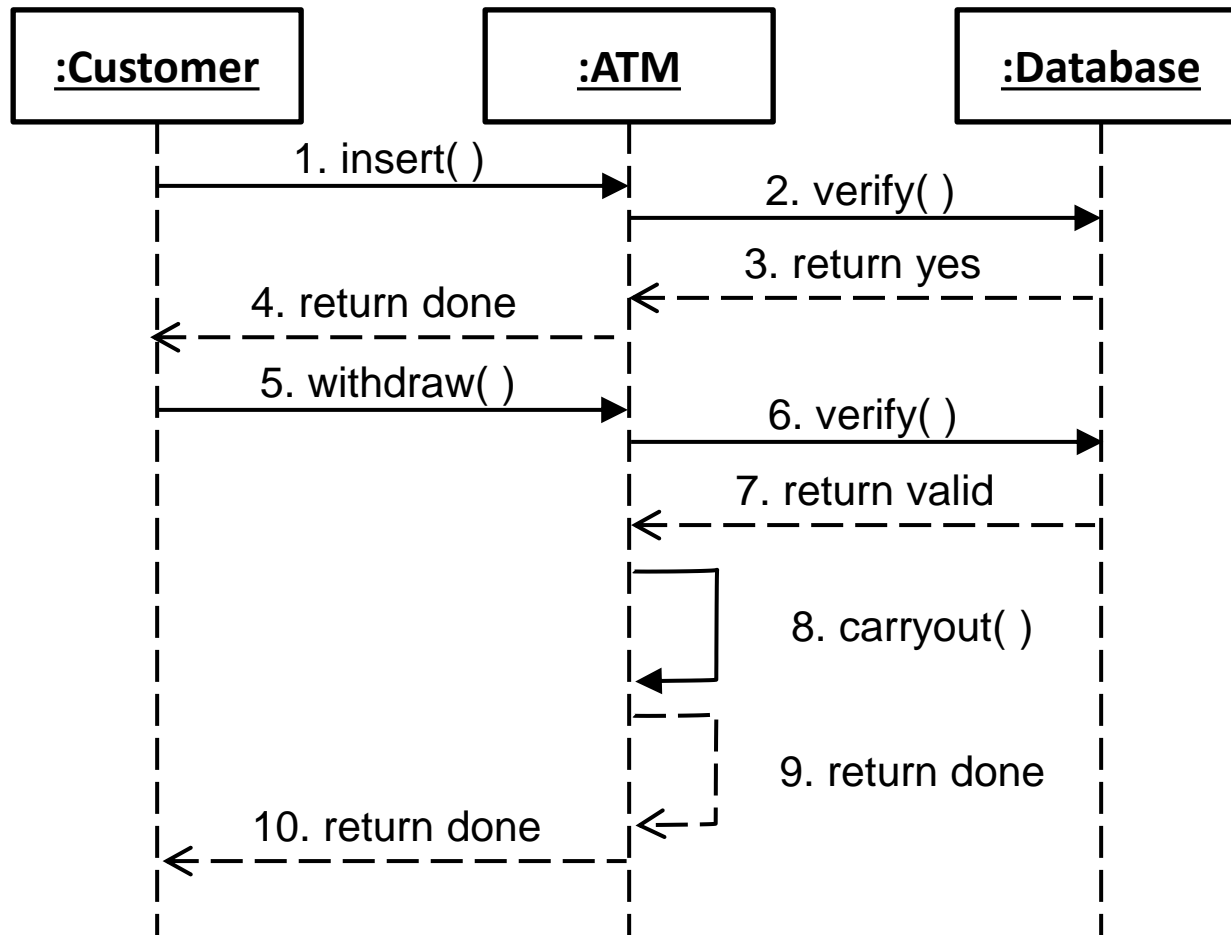 :Customer
:ATM
:Database
1. insert( )
2. verify( )
3. return yes
4. return done
5. withdraw( )
6. verify( )
7. return valid
8. carryout( )
9. return done
10. return done